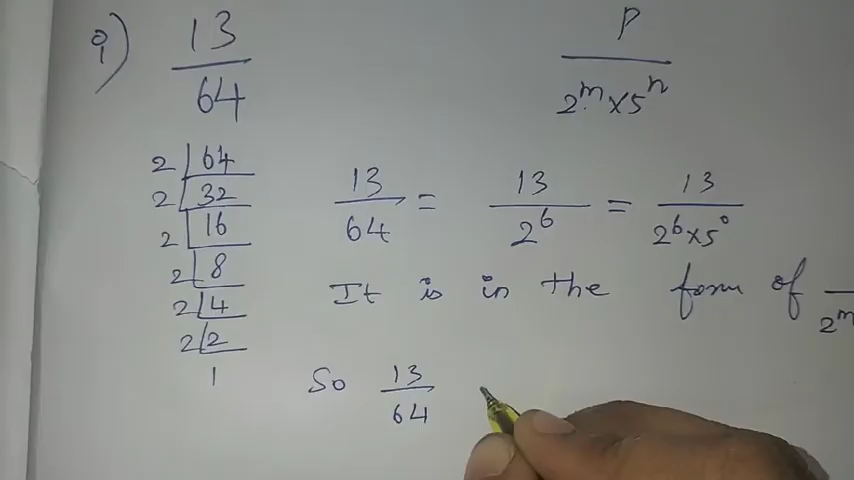 i) 13/64
P/2^m×5^n
2 | 64
2 | 32
2 | 16
2 | 8
2 | 4
2 | 2
1
13/64 = 13/2^6 = 13/2^6×5^0
It is in the form of /2^m
So 13/64